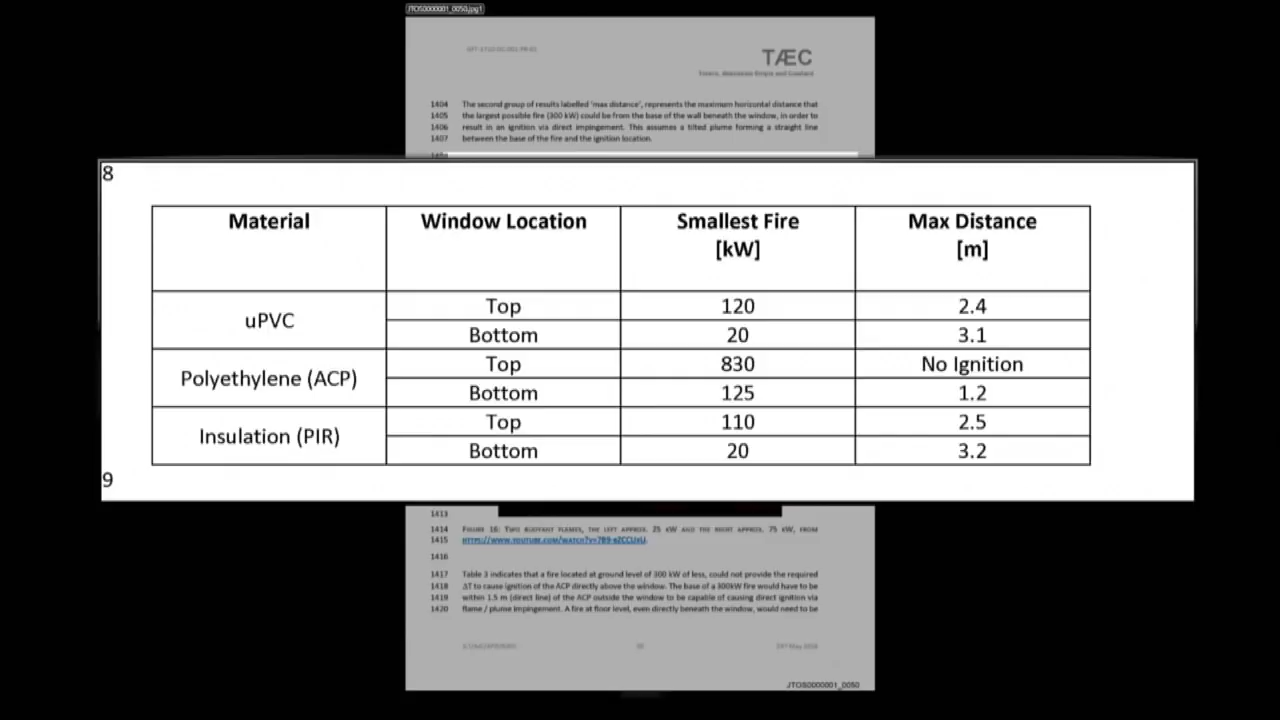 JTOS0000001_0050.jpg1
TÆC
Torero, Abecassis Empis and Cowlard
1404 The second group of results labelled 'max distance', represents the maximum horizontal distance that
1405 the largest possible fire (300 kW) could be from the base of the wall beneath the window, in order to
1406 result in an ignition via direct impingement. This assumes a tilted plume forming a straight line
1407 between the base of the fire and the ignition location.
8
Material Window Location Smallest Fire Max Distance
[kW] [m]
uPVC
Top 120 2.4
Bottom 20 3.1
Polyethylene (ACP)
Top 830 No Ignition
Bottom 125 1.2
Insulation (PIR)
Top 110 2.5
Bottom 20 3.2
9
1413
1414 FIGURE 16: TWO BUOYANT FLAMES, THE LEFT APPROX. 25 KW AND THE RIGHT APPROX. 75 KW, FROM
1415
1416
1417 Table 3 indicates that a fire located at ground level of 300 kW of less, could not provide the required
1418 ΔT to cause ignition of the ACP directly above the window. The base of a 300kW fire would have to be
1419 within 1.5 m (direct line) of the ACP outside the window to be capable of causing direct ignition via
1420 flame / plume impingement. A fire at floor level, even directly beneath the window, would need to be
50
JTOS0000001_0050